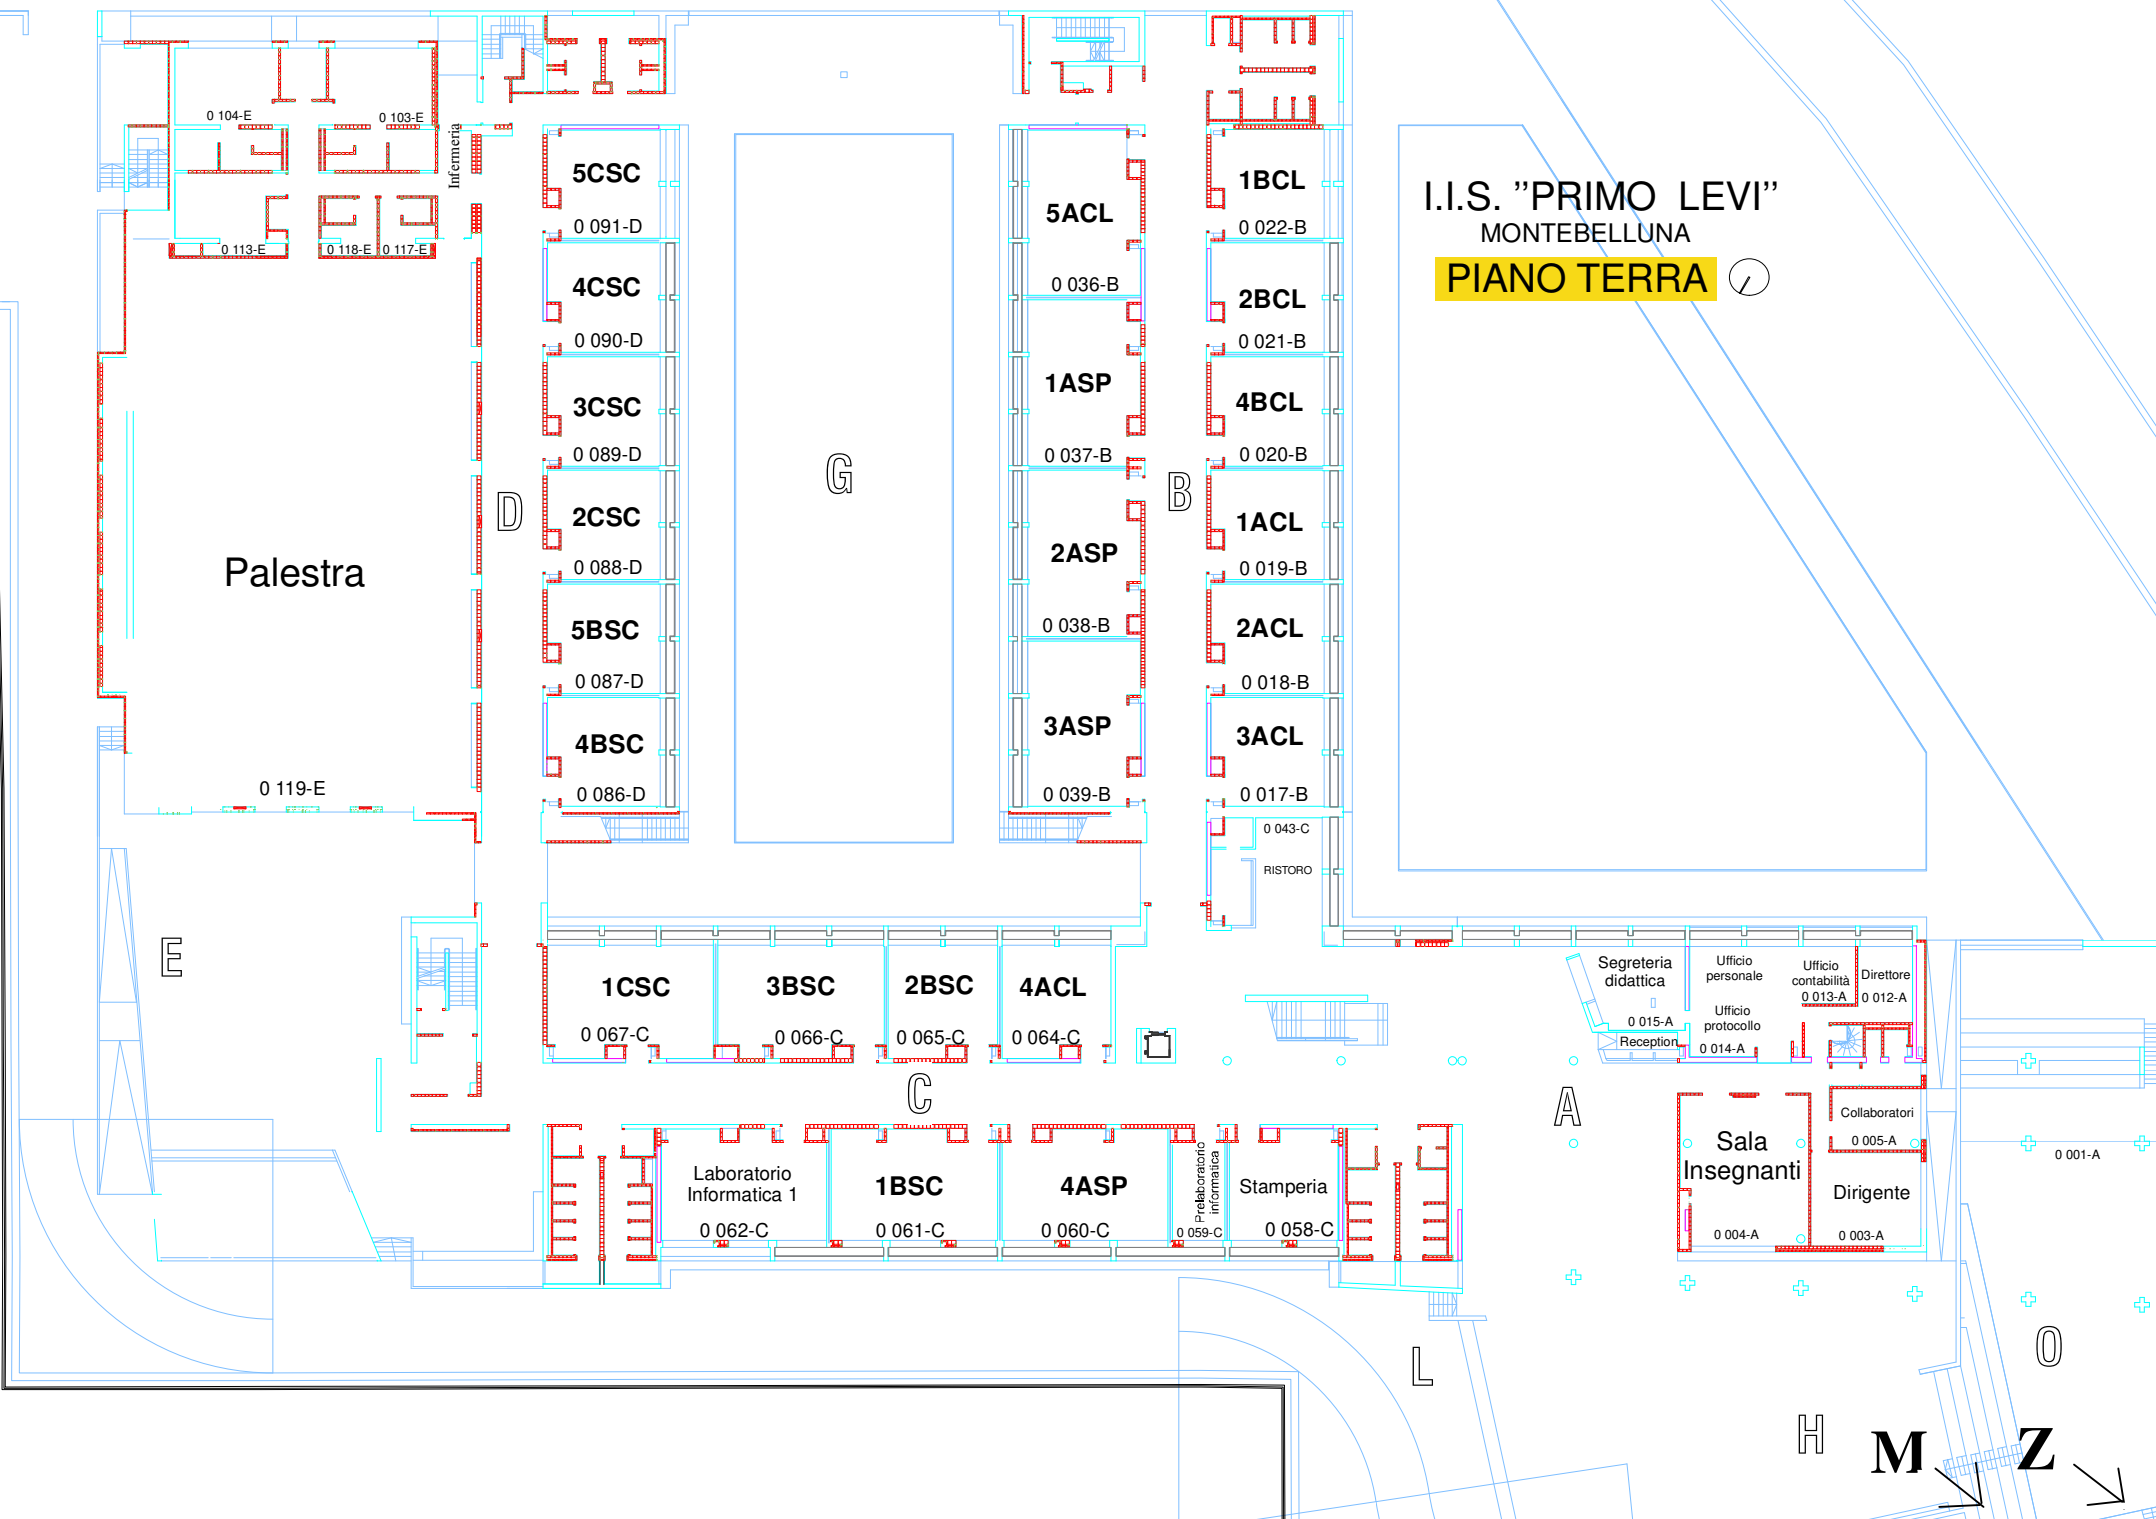 I.I.S. "PRIMO LEVI"
MONTEBELLUNA
PIANO TERRA
0 104-E
0 103-E
Infermeria
0 113-E
0 118-E
0 117-E
Palestra
0 119-E
E
D
5CSC
0 091-D
4CSC
0 090-D
3CSC
0 089-D
2CSC
0 088-D
5BSC
0 087-D
4BSC
0 086-D
G
5ACL
0 036-B
1ASP
0 037-B
2ASP
0 038-B
3ASP
0 039-B
B
1BCL
0 022-B
2BCL
0 021-B
4BCL
0 020-B
1ACL
0 019-B
2ACL
0 018-B
3ACL
0 017-B
0 043-C
RISTORO
1CSC
0 067-C
3BSC
0 066-C
2BSC
0 065-C
4ACL
0 064-C
C
Laboratorio
Informatica 1
0 062-C
1BSC
0 061-C
4ASP
0 060-C
Prelaboratorio
informatica
0 059-C
Stamperia
0 058-C
A
Segreteria
didattica
0 015-A
Reception
Ufficio
personale
Ufficio
protocollo
0 014-A
Ufficio
contabilità
0 013-A
Direttore
0 012-A
Sala
Insegnanti
0 004-A
Collaboratori
0 005-A
Dirigente
0 003-A
0 001-A
L
O
H
M
Z